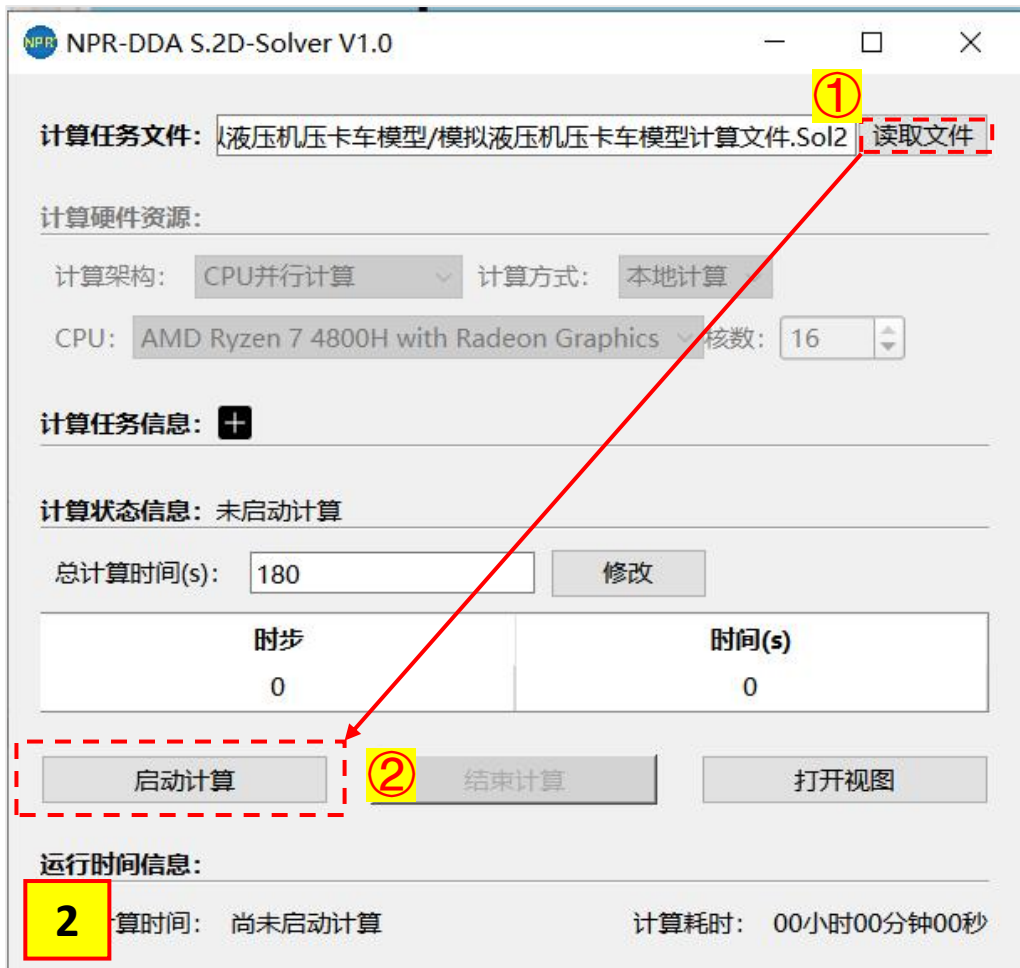 NPR NPR-DDA S.2D-Solver V1.0
①
计算任务文件： 液压机压卡车模型/模拟液压机压卡车模型计算文件.Sol2 读取文件
计算硬件资源：
计算架构： CPU并行计算 计算方式： 本地计算
CPU： AMD Ryzen 7 4800H with Radeon Graphics 核数： 16
计算任务信息：
计算状态信息： 未启动计算
总计算时间(s)： 180 修改
时步 时间(s)
0 0
启动计算 ② 结束计算 打开视图
运行时间信息：
2 算时间： 尚未启动计算 计算耗时： 00小时00分钟00秒